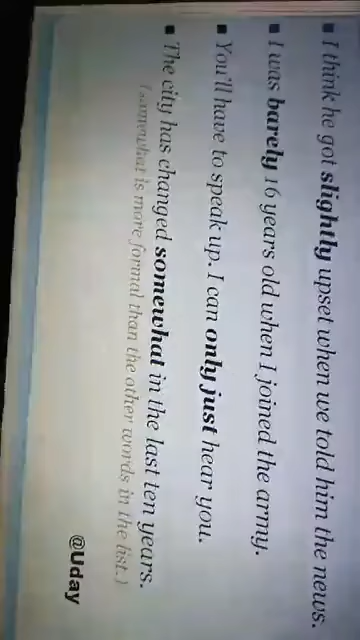 ▪ I think he got slightly upset when we told him the news.
▪ I was barely 16 years old when I joined the army.
▪ You'll have to speak up. I can only just hear you.
▪ The city has changed somewhat in the last ten years.
(somewhat is more formal than the other words in the list.)
@Uday